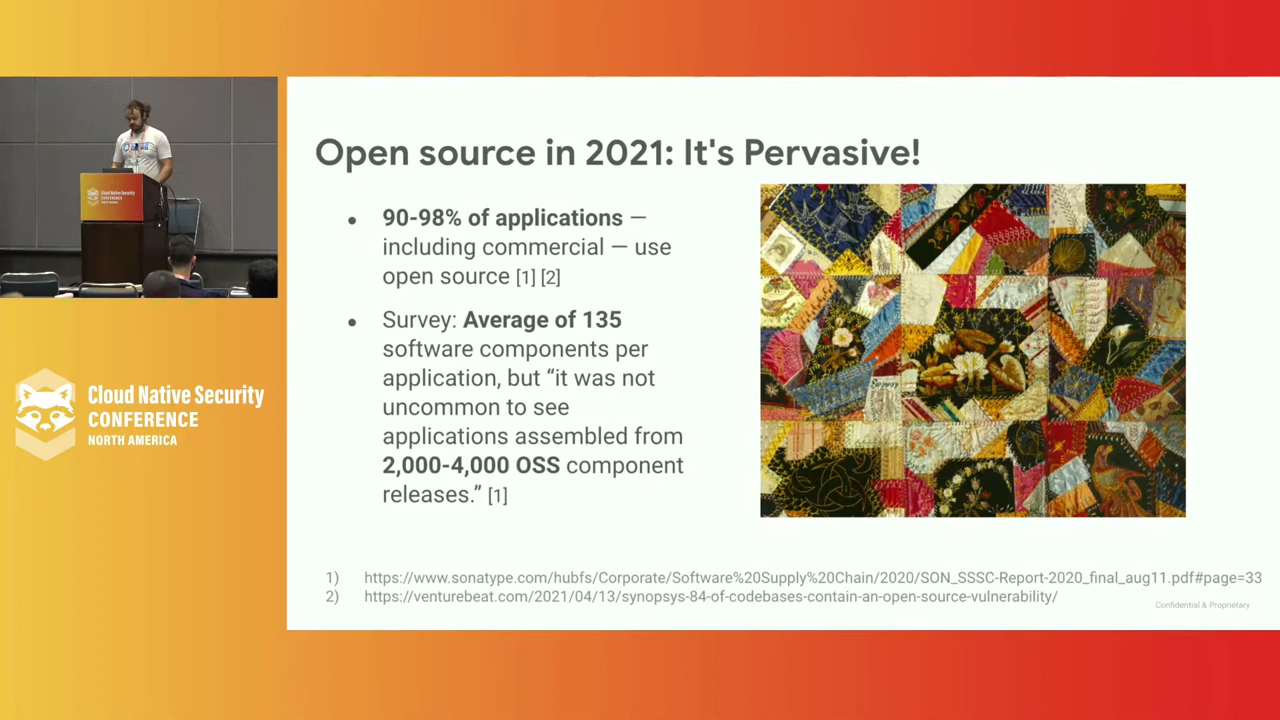 Open source in 2021: It's Pervasive!
● 90-98% of applications —
including commercial — use
open source [1] [2]
● Survey: Average of 135
software components per
application, but “it was not
uncommon to see
applications assembled from
2,000-4,000 OSS component
releases.” [1]
1) https://www.sonatype.com/hubfs/Corporate/Software%20Supply%20Chain/2020/SON_SSSC-Report-2020_final_aug11.pdf#page=33
2) https://venturebeat.com/2021/04/13/synopsys-84-of-codebases-contain-an-open-source-vulnerability/
Confidential & Proprietary
Cloud Native Security
CONFERENCE
NORTH AMERICA
Cloud Native Security
CONFERENCE